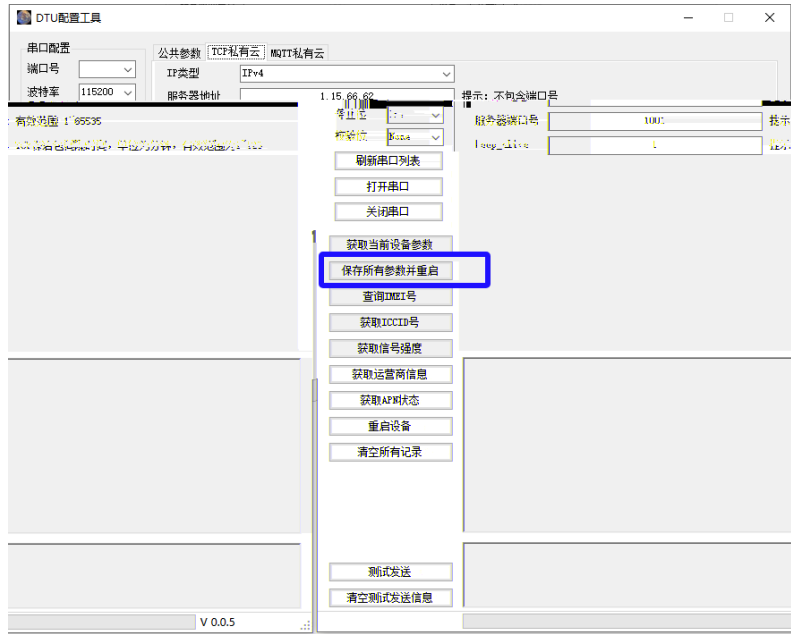 DTU配置工具
串口配置
公共参数 TCP私有云 MQTT私有云
端口号
IP类型 IPv4
波特率 115200
服务器地址 1.15.66.62 提示: 不包含端口号
: 有效范围 1 65535
服务器端口号
刷新串口列表
打开串口
关闭串口
获取当前设备参数
保存所有参数并重启
查询IMEI号
获取ICCID号
获取信号强度
获取运营商信息
获取APN状态
重启设备
清空所有记录
测试发送
清空测试发送信息
V 0.0.5